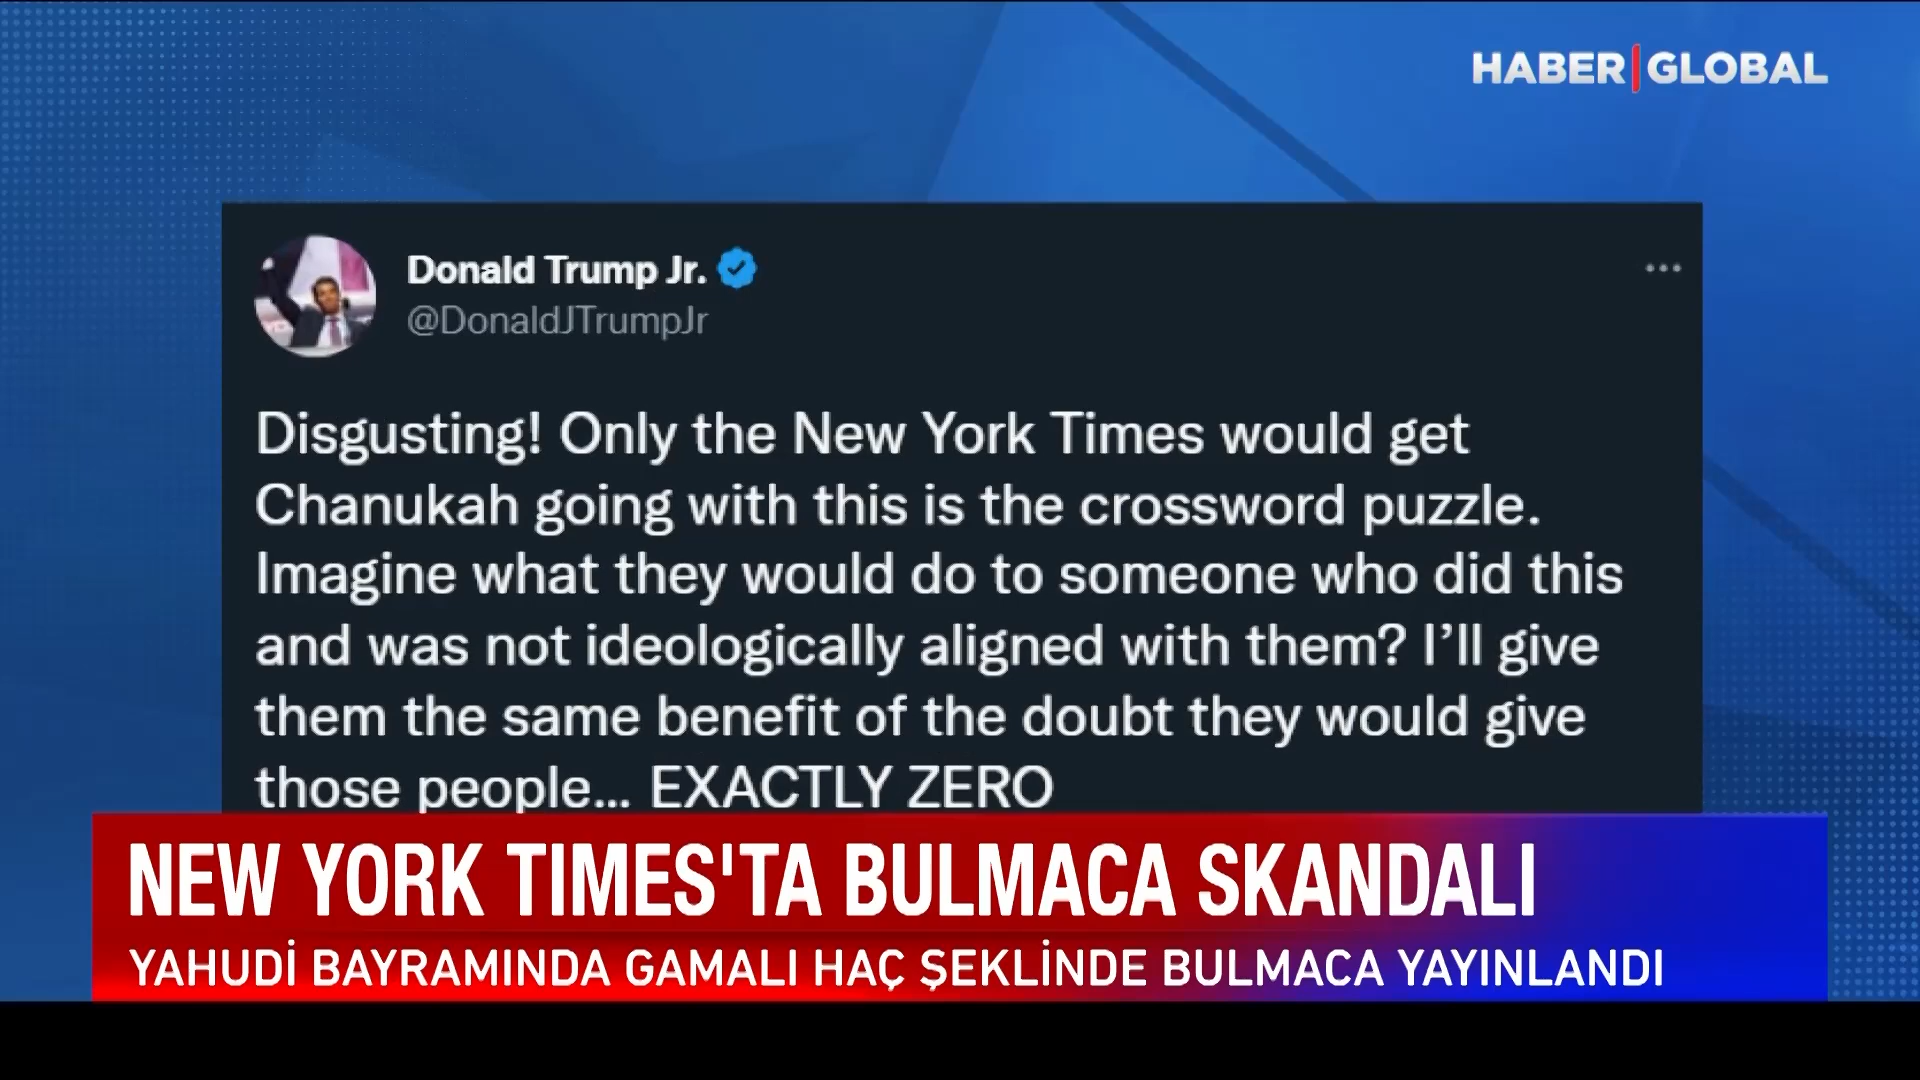 HABER|GLOBAL
Donald Trump Jr.
@DonaldJTrumpJr
Disgusting! Only the New York Times would get
Chanukah going with this is the crossword puzzle.
Imagine what they would do to someone who did this
and was not ideologically aligned with them? I’ll give
them the same benefit of the doubt they would give
those people... EXACTLY ZERO
NEW YORK TIMES'TA BULMACA SKANDALI
YAHUDİ BAYRAMINDA GAMALI HAÇ ŞEKLİNDE BULMACA YAYINLANDI